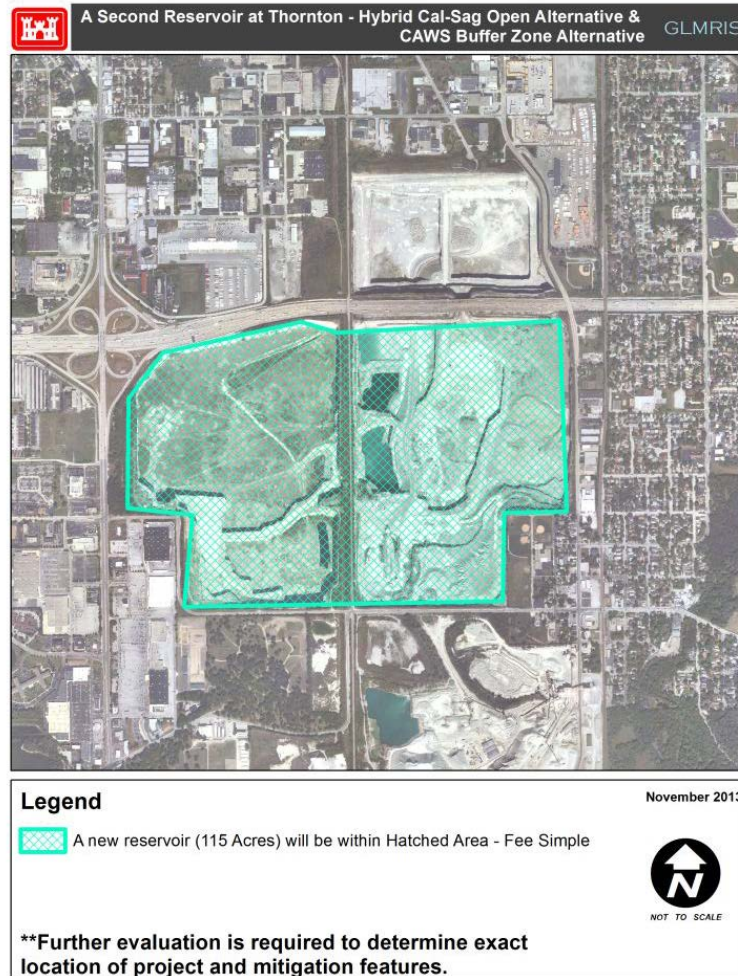 A Second Reservoir at Thornton - Hybrid Cal-Sag Open Alternative &
CAWS Buffer Zone Alternative
GLMRIS
Legend
November 2013
A new reservoir (115 Acres) will be within Hatched Area - Fee Simple
N
NOT TO SCALE
**Further evaluation is required to determine exact
location of project and mitigation features.